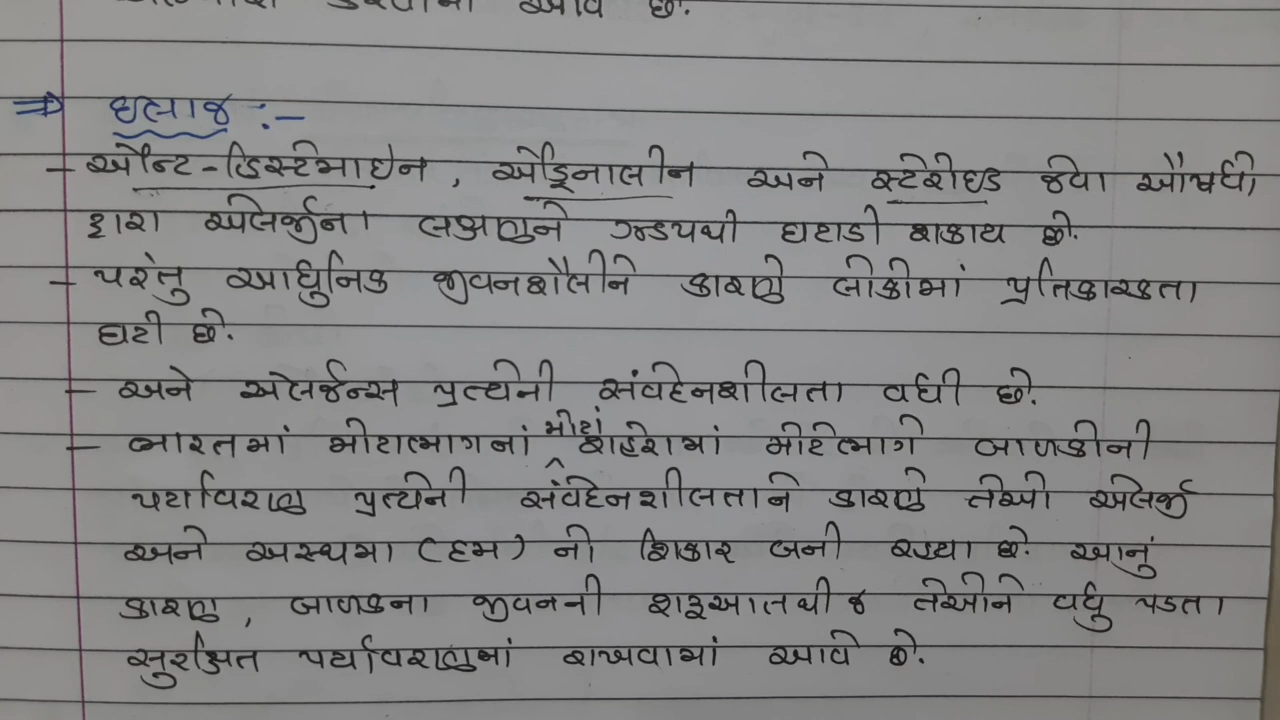 કરવામાં આવે છે.
⇒ ઇલાજ :-
- એન્ટિ-હિસ્ટેમાઇન, એડ્રિનાલીન અને સ્ટેરોઇડ જેવા ઔષધો
દ્વારા એલર્જીના લક્ષણને ઝડપથી ઘટાડી શકાય છે.
- પરંતુ આધુનિક જીવનશૈલીને કારણે લોકોમાં પ્રતિકારકતા
ઘટી છે.
- અને એલર્જન્સ પ્રત્યેની સંવેદનશીલતા વધી છે.
- ભારતમાં મોટાભાગનાં મોટાં શહેરોમાં મોટેભાગે બાળકોની
પર્યાવરણ પ્રત્યેની સંવેદનશીલતાને કારણે તેઓ એલર્જી
અને અસ્થમા (દમ) નો શિકાર બની રહ્યા છે. આનું
કારણ, બાળકના જીવનની શરૂઆતથી જ તેઓને વધુ પડતા
સુરક્ષિત પર્યાવરણમાં રાખવામાં આવે છે.